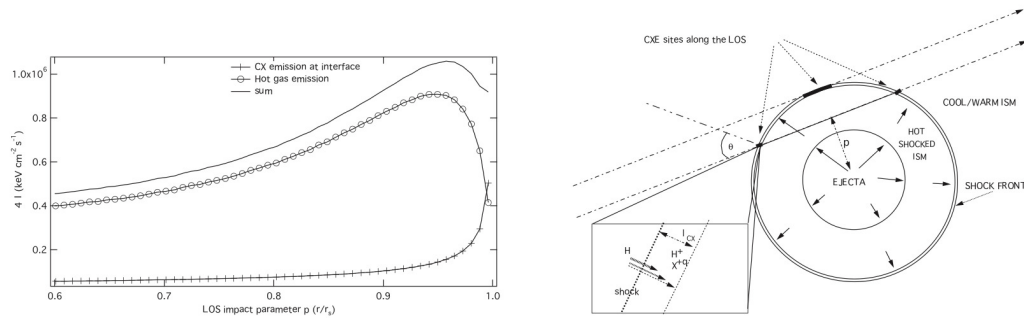 CX emission at interface
Hot gas emission
sum
1.0x10⁶
0.8
0.6
0.4
0.2
4 I (keV cm⁻² s⁻¹)
0.6
0.7
0.8
0.9
1.0
LOS impact parameter p (r/rₛ)
CXE sites along the LOS
COOL/WARM ISM
HOT
SHOCKED
ISM
p
θ
EJECTA
SHOCK FRONT
l CX
H
H⁺
X⁺q
shock